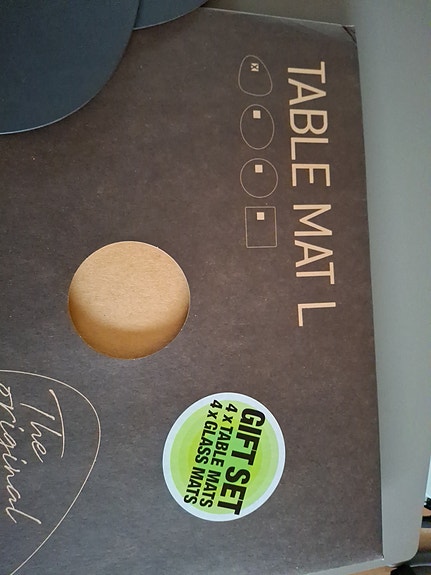 TABLE MAT L
GIFT SET
4 x TABLE MATS
4 x GLASS MATS
The
original